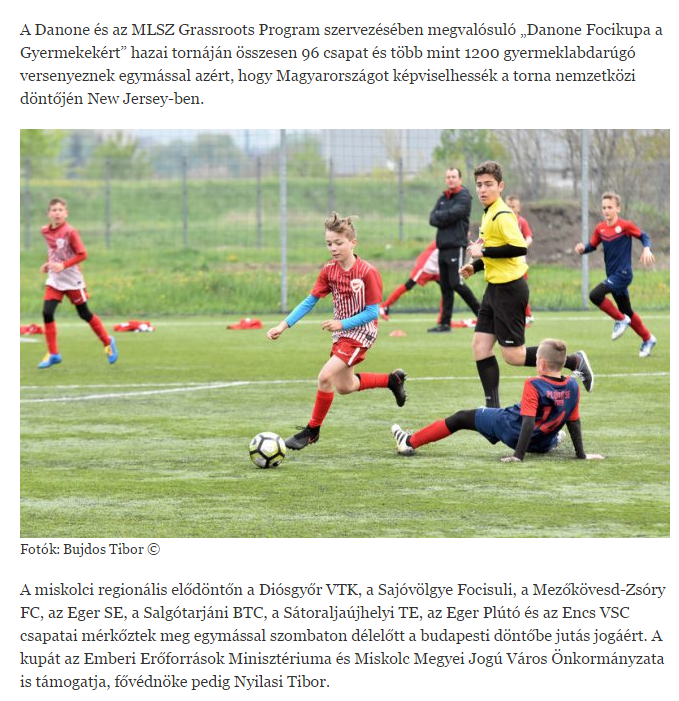 A Danone és az MLSZ Grassroots Program szervezésében megvalósuló „Danone Focikupa a
Gyermekekért” hazai tornáján összesen 96 csapat és több mint 1200 gyermeklabdarúgó
versenyeznek egymással azért, hogy Magyarországot képviselhessék a torna nemzetközi
döntőjén New Jersey-ben.
Fotók: Bujdos Tibor ©
A miskolci regionális elődöntőn a Diósgyőr VTK, a Sajóvölgye Focisuli, a Mezőkövesd-Zsóry
FC, az Eger SE, a Salgótarjáni BTC, a Sátoraljaújhelyi TE, az Eger Plútó és az Encs VSC
csapatai mérkőztek meg egymással szombaton délelőtt a budapesti döntőbe jutás jogáért. A
kupát az Emberi Erőforrások Minisztériuma és Miskolc Megyei Jogú Város Önkormányzata
is támogatja, fővédnöke pedig Nyilasi Tibor.